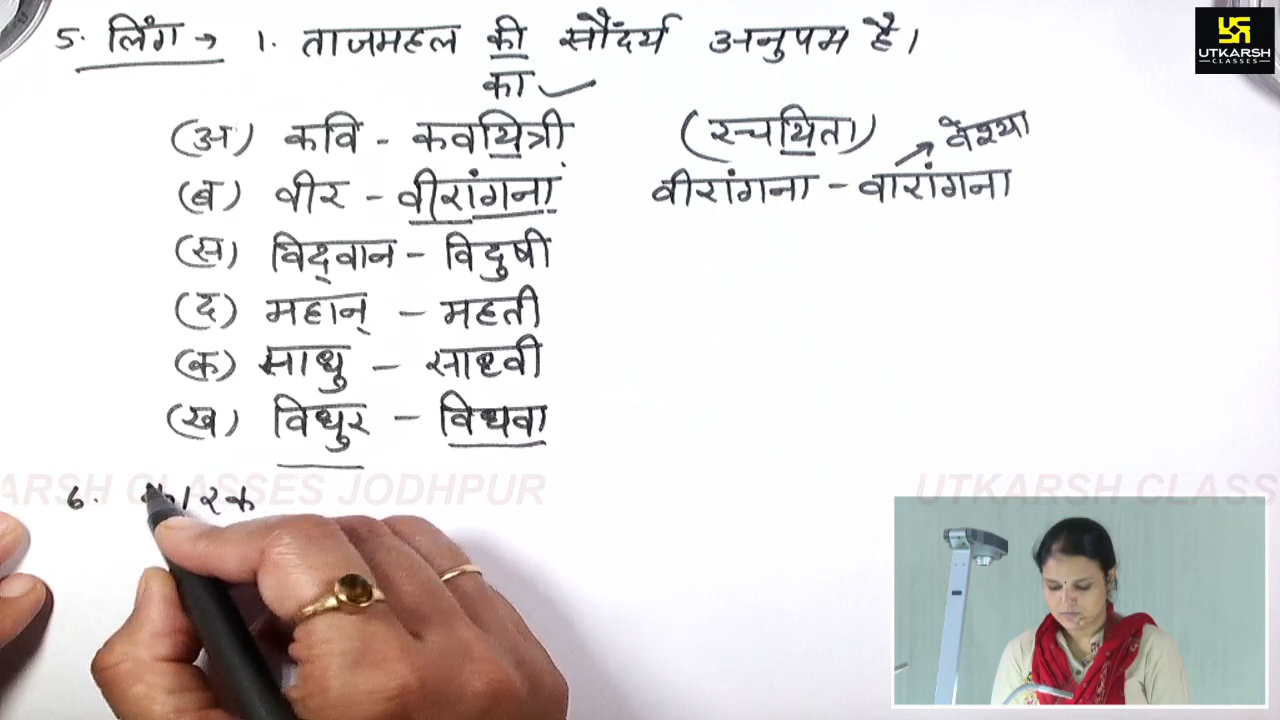 5. लिंग → 1. ताजमहल की सौंदर्य अनुपम है।
का ✓
(अ) कवि - कवयित्री (रचयिता) → वेश्या
(ब) वीर - वीरांगना वीरांगना - वारांगना
(स) विद्वान - विदुषी
(द) महान् - महती
(क) साधु - साध्वी
(ख) विधुर - विधवा
6. कारक
UTKARSH CLASSES
ARSH CLASSES JODHPUR UTKARSH CLASS